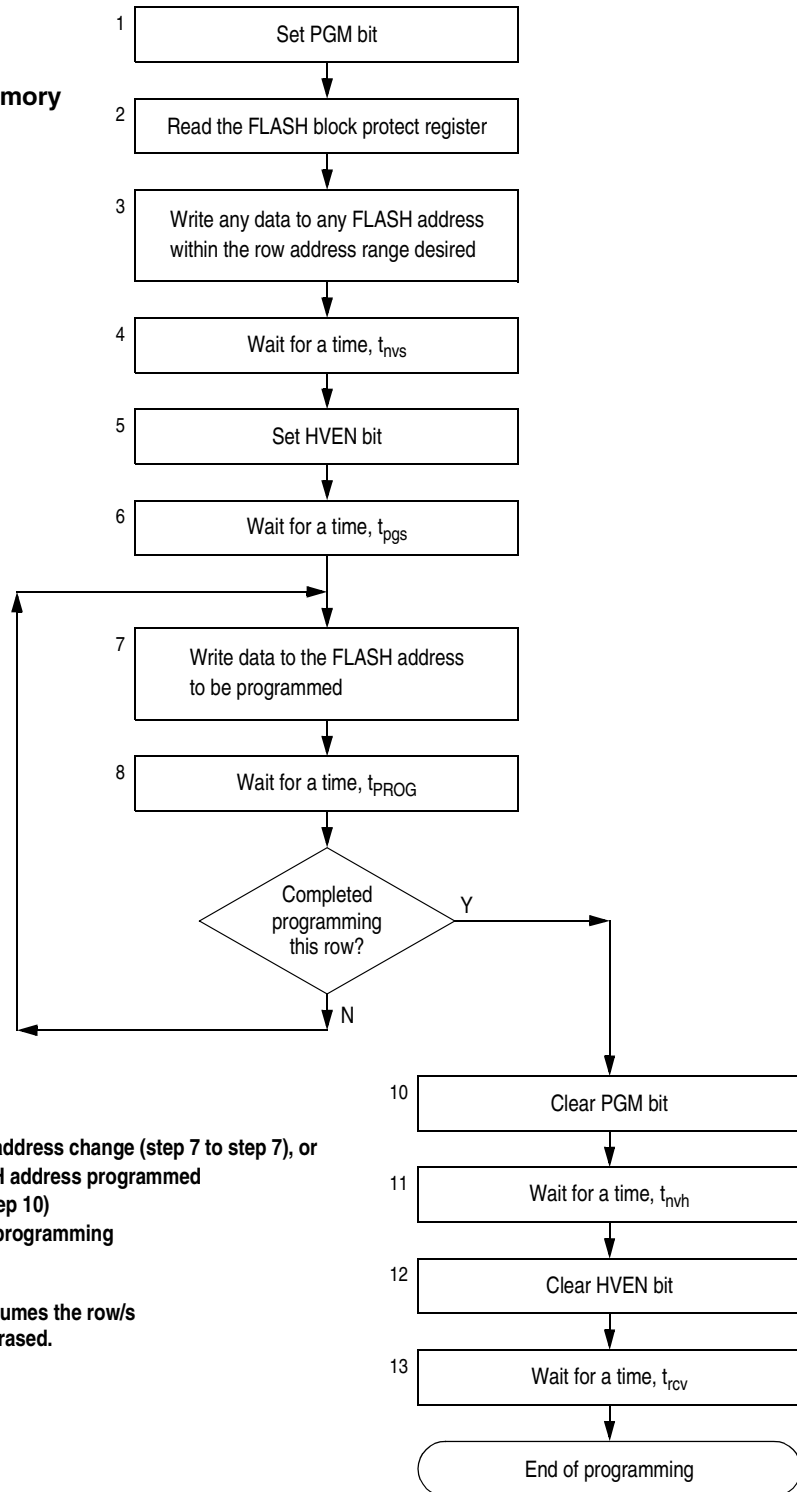 1
Set PGM bit
mory
2
Read the FLASH block protect register
3
Write any data to any FLASH address
within the row address range desired
4
Wait for a time, tnvs
5
Set HVEN bit
6
Wait for a time, tpgs
7
Write data to the FLASH address
to be programmed
8
Wait for a time, tPROG
Completed
programming
this row?
Y
N
10
Clear PGM bit
address change (step 7 to step 7), or
H address programmed
ep 10)
programming
11
Wait for a time, tnvh
12
Clear HVEN bit
umes the row/s
rased.
13
Wait for a time, trcv
End of programming